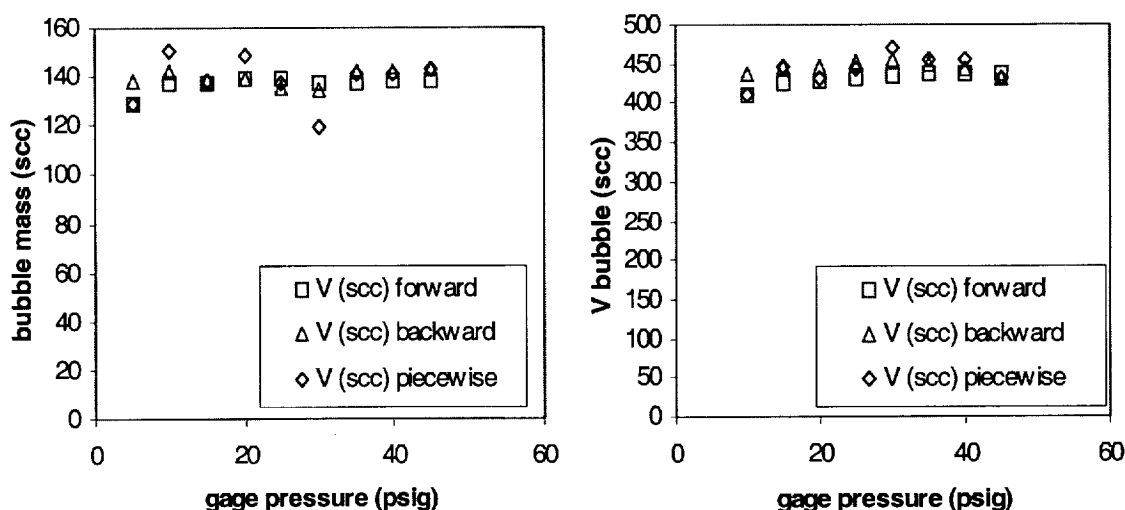 160
140
120
100
80
60
40
20
0
bubble mass (scc)
V (scc) forward
V (scc) backward
V (scc) piecewise
0
20
40
60
gage pressure (psig)
500
450
400
350
300
250
200
150
100
50
0
V bubble (scc)
V (scc) forward
V (scc) backward
V (scc) piecewise
0
20
40
60
gage pressure (psig)